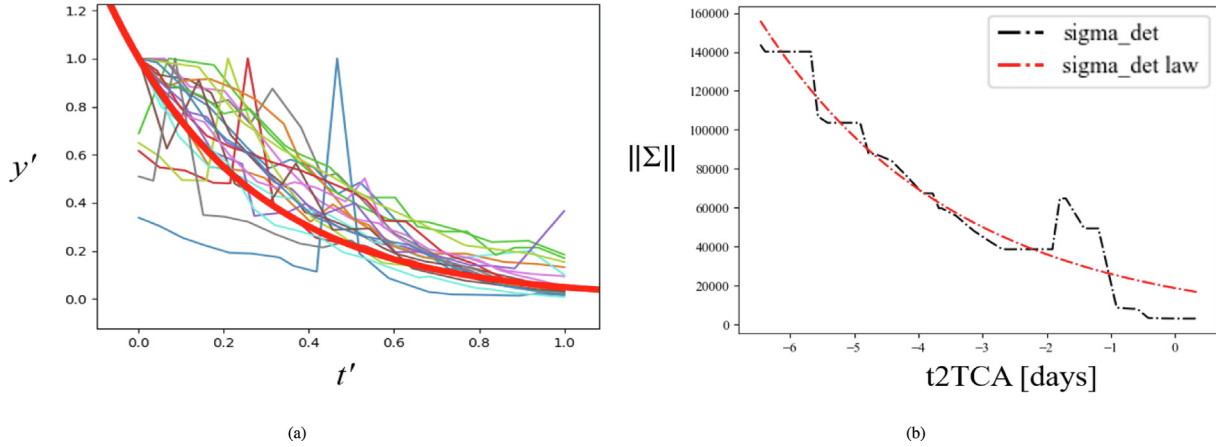 1.2
1.0
0.8
0.6
0.4
0.2
0.0
y′
0.0 0.2 0.4 0.6 0.8 1.0
t′
(a)
160000
140000
120000
100000
80000
60000
40000
20000
0
||Σ||
sigma_det
sigma_det law
−6 −5 −4 −3 −2 −1 0
t2TCA [days]
(b)